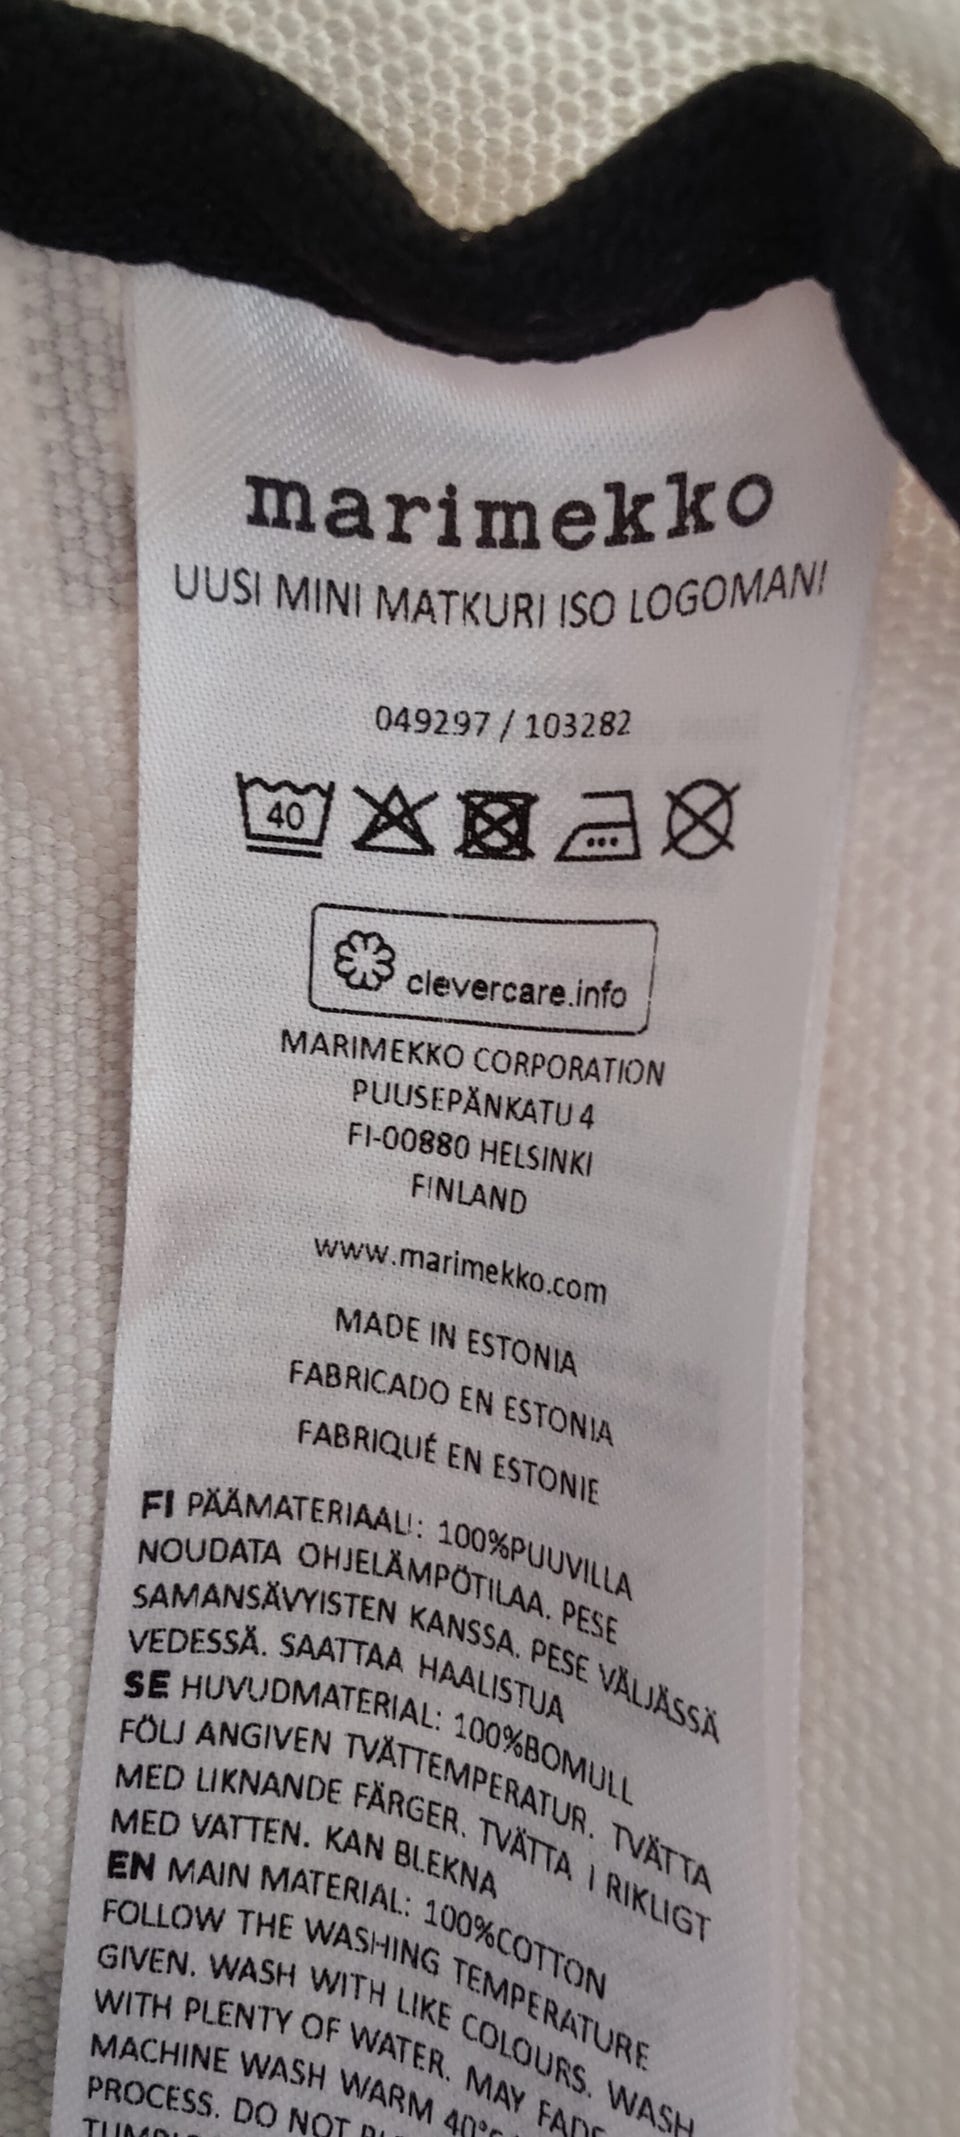 marimekko
UUSI MINI MATKURI ISO LOGOMANI
049297 / 103282
40
clevercare.info
MARIMEKKO CORPORATION
PUUSEPÄNKATU 4
FI-00880 HELSINKI
FINLAND
www.marimekko.com
MADE IN ESTONIA
FABRICADO EN ESTONIA
FABRIQUÉ EN ESTONIE
FI PÄÄMATERIAALI: 100%PUUVILLA
NOUDATA OHJELÄMPÖTILAA. PESE
SAMANSÄVYISTEN KANSSA. PESE VÄLJÄSSÄ
VEDESSÄ. SAATTAA HAALISTUA
SE HUVUDMATERIAL: 100%BOMULL
FÖLJ ANGIVEN TVÄTTEMPERATUR. TVÄTTA
MED LIKNANDE FÄRGER. TVÄTTA I RIKLIGT
MED VATTEN. KAN BLEKNA
EN MAIN MATERIAL: 100%COTTON
FOLLOW THE WASHING TEMPERATURE
GIVEN. WASH WITH LIKE COLOURS. WASH
WITH PLENTY OF WATER. MAY FADE
MACHINE WASH WARM 40°C
PROCESS. DO NOT